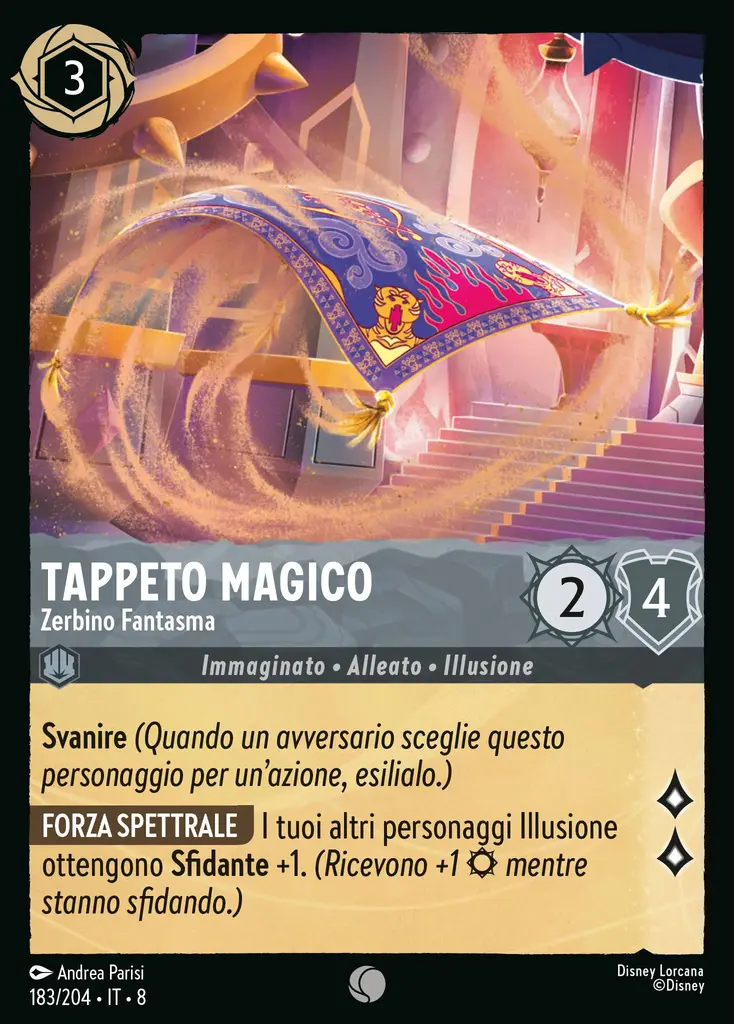 3
TAPPETO MAGICO
Zerbino Fantasma
2
4
Immaginato • Alleato • Illusione
Svanire (Quando un avversario sceglie questo
personaggio per un'azione, esilialo.)
FORZA SPETTRALE I tuoi altri personaggi Illusione
ottengono Sfidante +1. (Ricevono +1 mentre
stanno sfidando.)
Andrea Parisi
Disney Lorcana
183/204 • IT • 8
©Disney